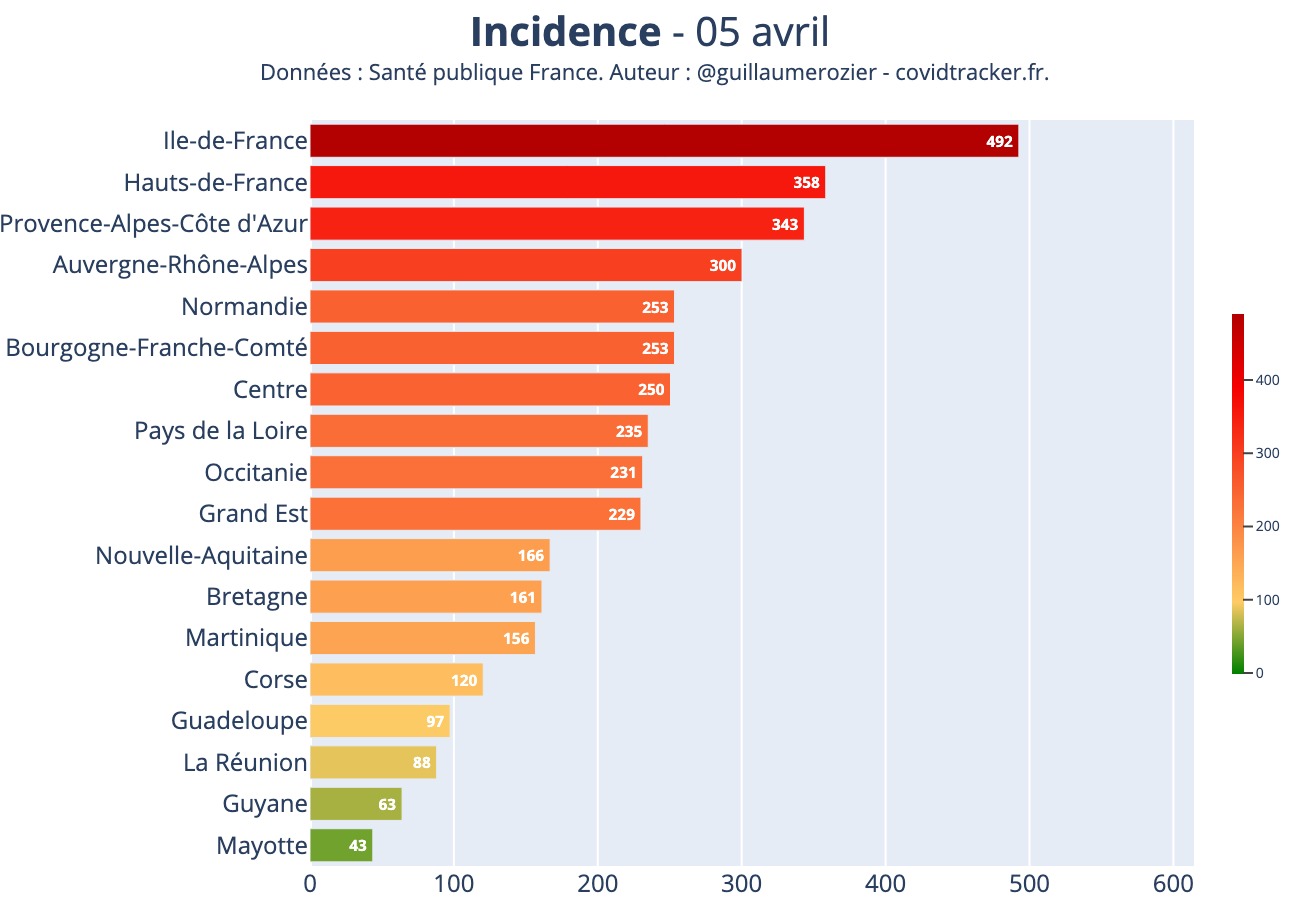 Incidence - 05 avril
Données : Santé publique France. Auteur : @guillaumerozier - covidtracker.fr.
Ile-de-France 492
Hauts-de-France 358
Provence-Alpes-Côte d'Azur 343
Auvergne-Rhône-Alpes 300
Normandie 253
Bourgogne-Franche-Comté 253
Centre 250
Pays de la Loire 235
Occitanie 231
Grand Est 229
Nouvelle-Aquitaine 166
Bretagne 161
Martinique 156
Corse 120
Guadeloupe 97
La Réunion 88
Guyane 63
Mayotte 43
0 100 200 300 400 500 600
400
300
200
100
0